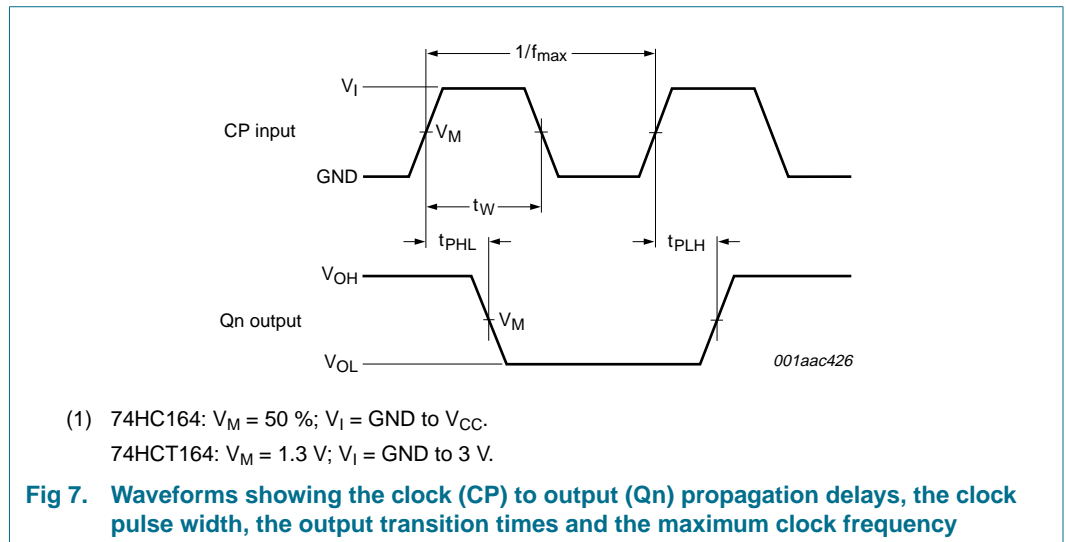 1/fmax
VI
CP input
VM
GND
tW
tPHL
tPLH
VOH
Qn output
VM
VOL
001aac426
(1) 74HC164: VM = 50 %; VI = GND to VCC.
74HCT164: VM = 1.3 V; VI = GND to 3 V.
Fig 7. Waveforms showing the clock (CP) to output (Qn) propagation delays, the clock
pulse width, the output transition times and the maximum clock frequency